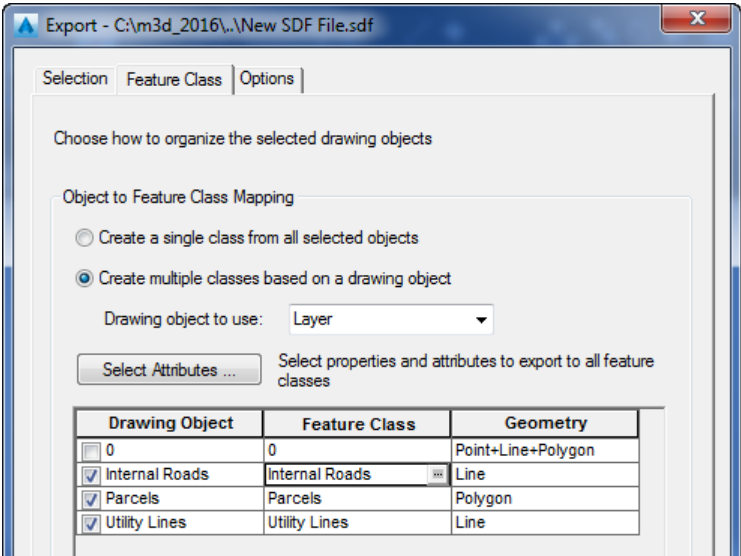 Export - C:\m3d_2016\..\New SDF File.sdf
Selection Feature Class Options
Choose how to organize the selected drawing objects
Object to Feature Class Mapping
Create a single class from all selected objects
Create multiple classes based on a drawing object
Drawing object to use: Layer
Select Attributes ... Select properties and attributes to export to all feature
classes
Drawing Object Feature Class Geometry
0 0 Point+Line+Polygon
Internal Roads Internal Roads ... Line
Parcels Parcels Polygon
Utility Lines Utility Lines Line